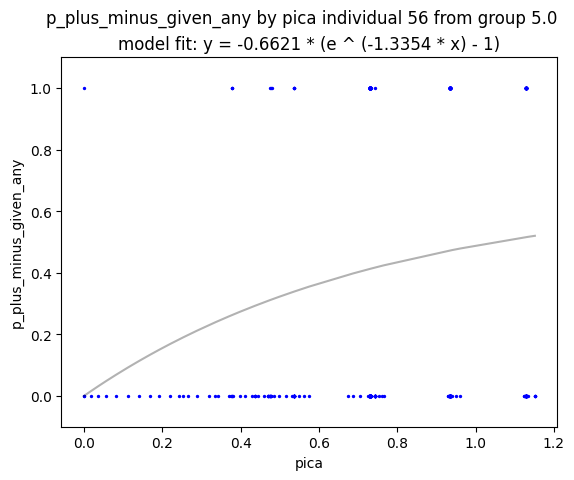 p_plus_minus_given_any by pica individual 56 from group 5.0
model fit: y = -0.6621 * (e ^ (-1.3354 * x) - 1)
1.0
0.8
0.6
0.4
0.2
0.0
p_plus_minus_given_any
0.0 0.2 0.4 0.6 0.8 1.0 1.2
pica